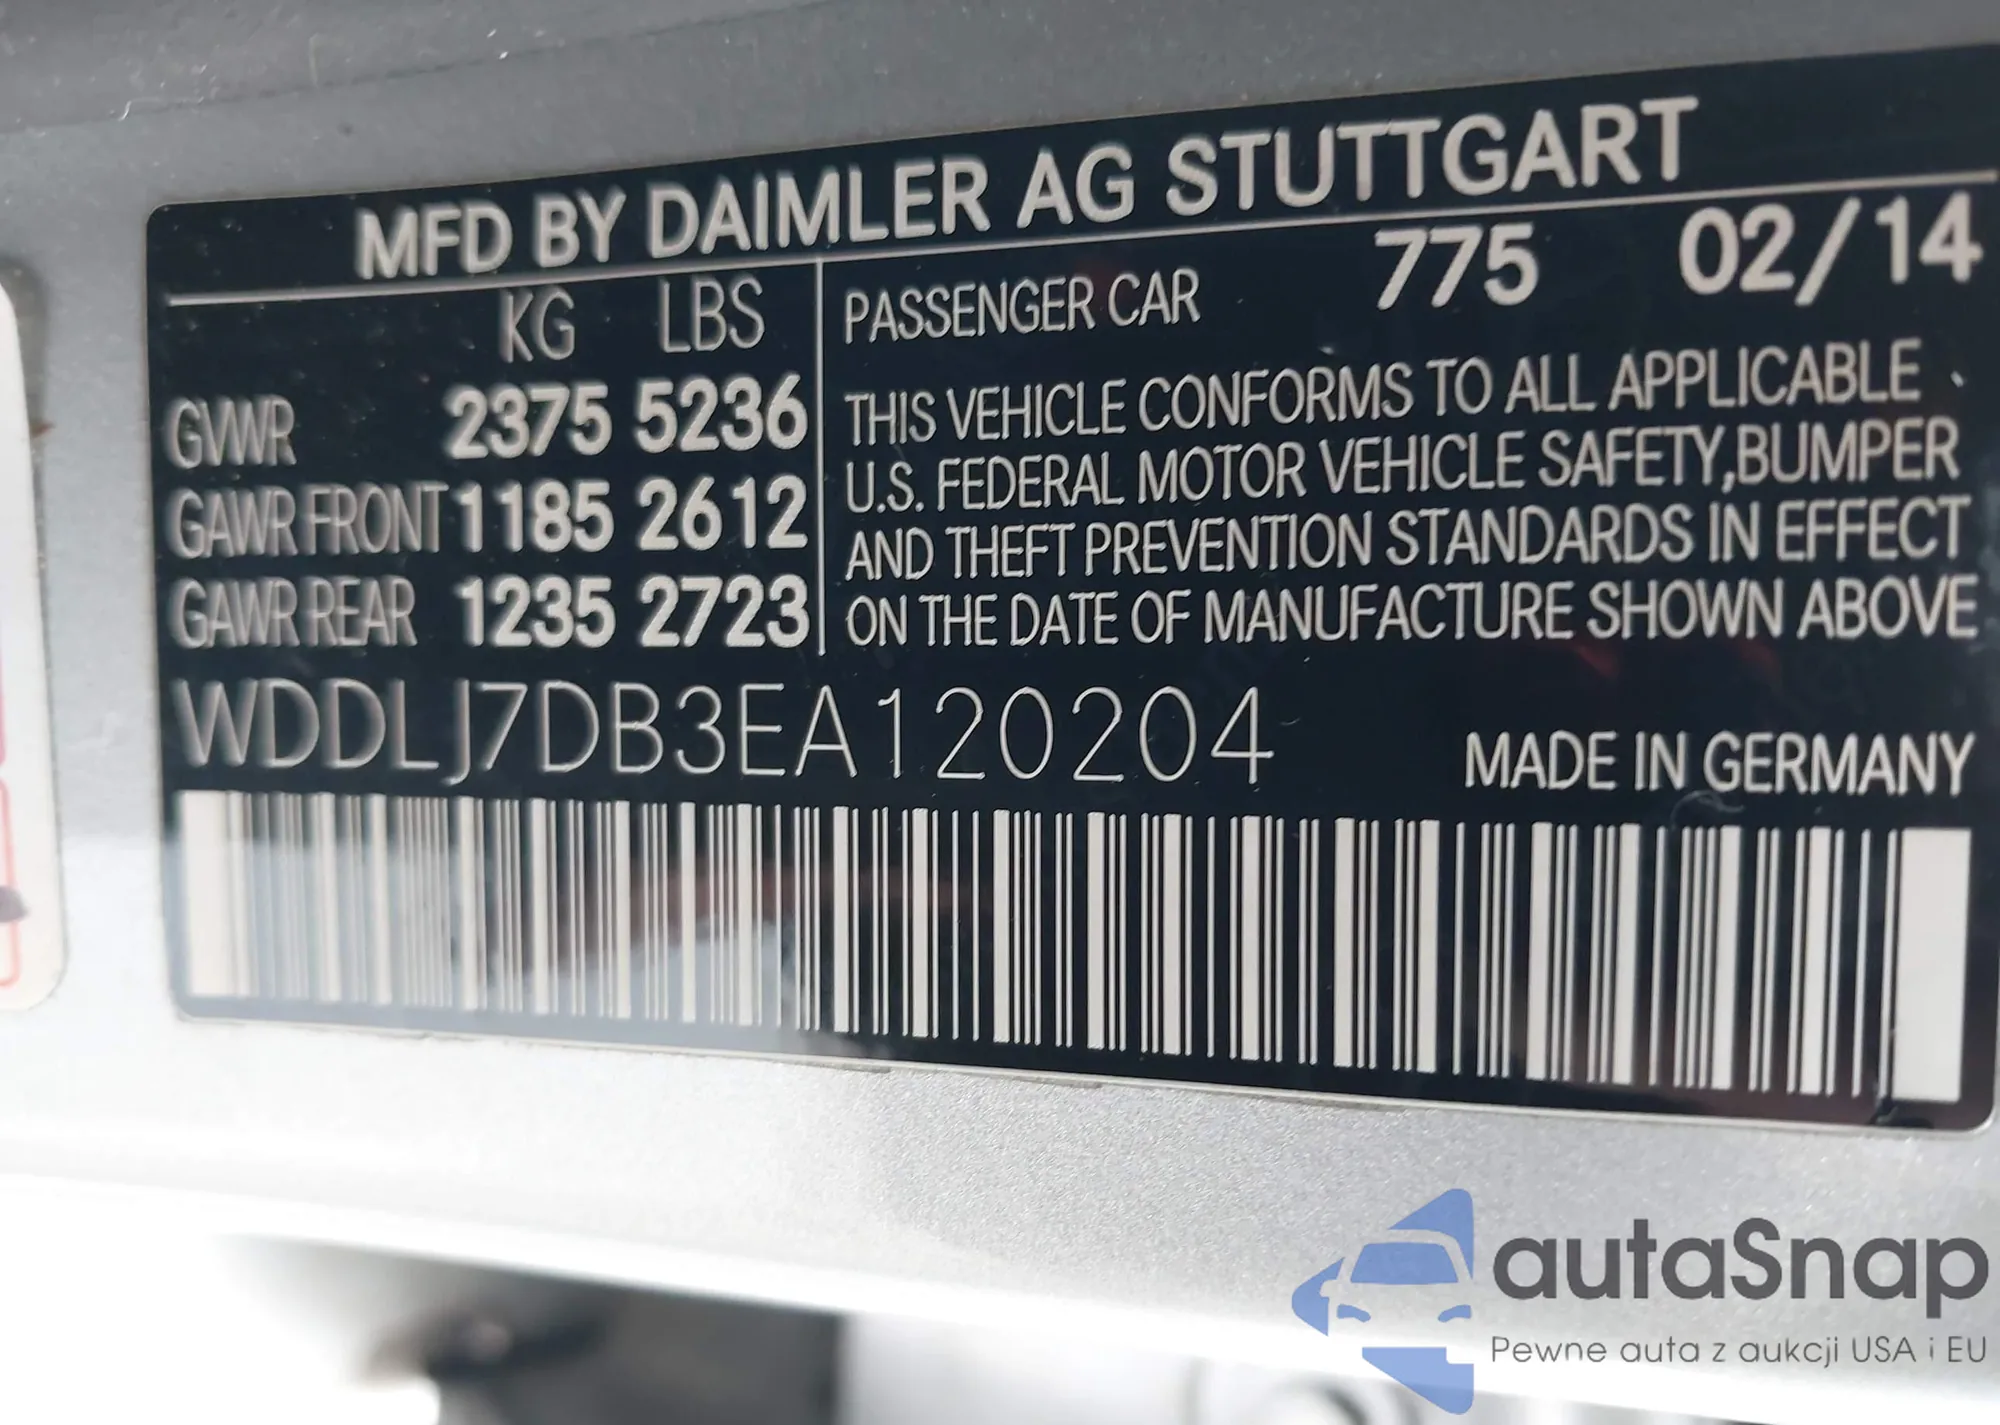 MFD BY DAIMLER AG STUTTGART
KG LBS
GVWR 2375 5236
GAWR FRONT 1185 2612
GAWR REAR 1235 2723
PASSENGER CAR 775 02/14
THIS VEHICLE CONFORMS TO ALL APPLICABLE
U.S. FEDERAL MOTOR VEHICLE SAFETY,BUMPER
AND THEFT PREVENTION STANDARDS IN EFFECT
ON THE DATE OF MANUFACTURE SHOWN ABOVE
WDDLJ7DB3EA120204
MADE IN GERMANY
autaSnap
Pewne auta z aukcji USA i EU